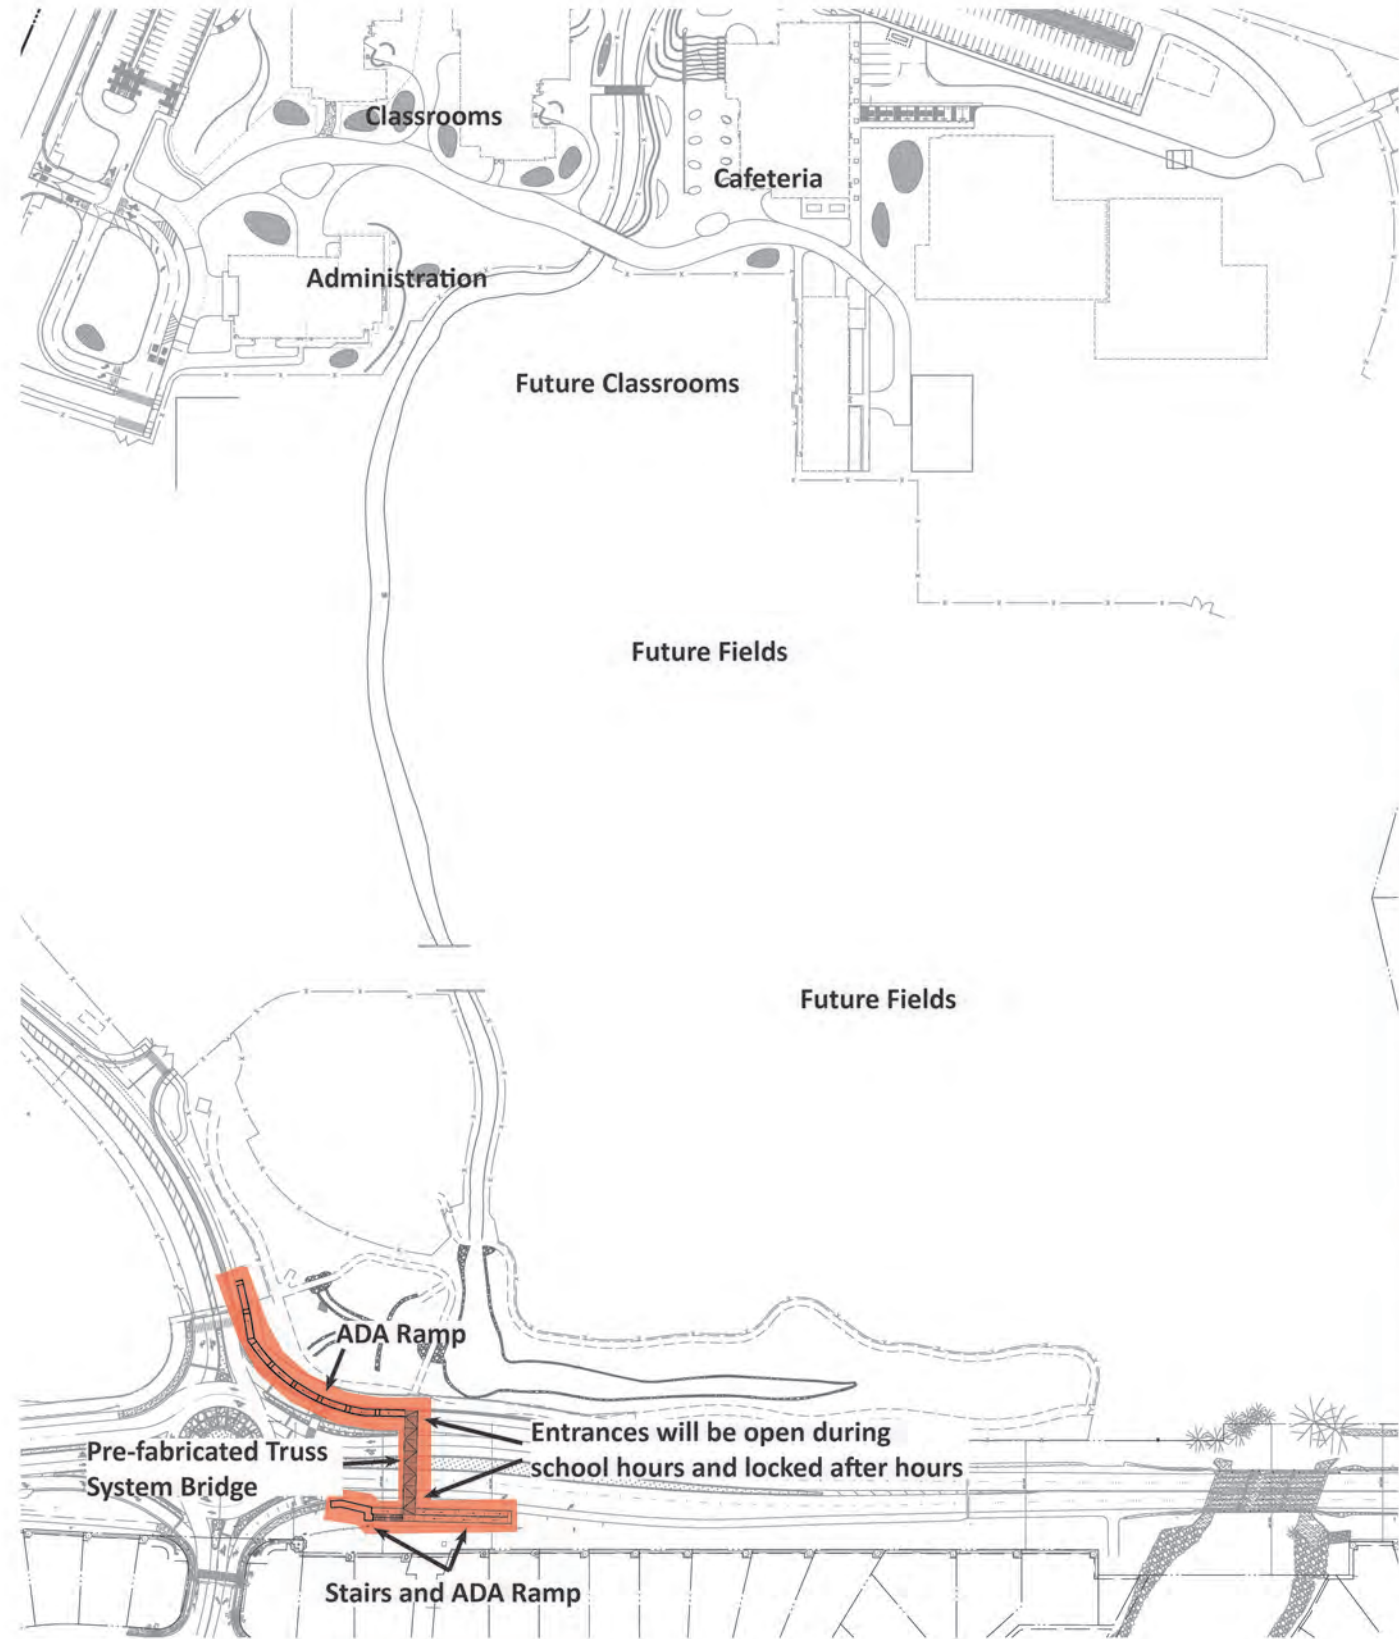 Classrooms
Cafeteria
Administration
Future Classrooms
Future Fields
Future Fields
ADA Ramp
Pre-fabricated Truss
System Bridge
Entrances will be open during
school hours and locked after hours
Stairs and ADA Ramp